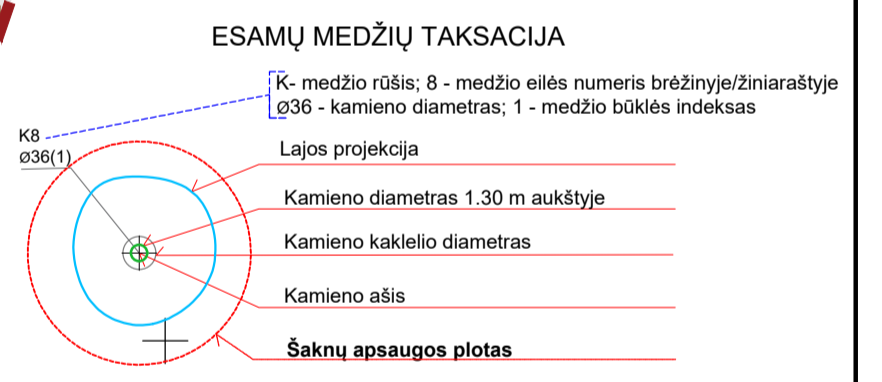 ESAMŲ MEDŽIŲ TAKSACIJA
K- medžio rūšis; 8 - medžio eilės numeris brėžinyje/žiniaraštyje
Ø36 - kamieno diametras; 1 - medžio būklės indeksas
K8
Ø36(1)
Lajos projekcija
Kamieno diametras 1.30 m aukštyje
Kamieno kaklelio diametras
Kamieno ašis
Šaknų apsaugos plotas